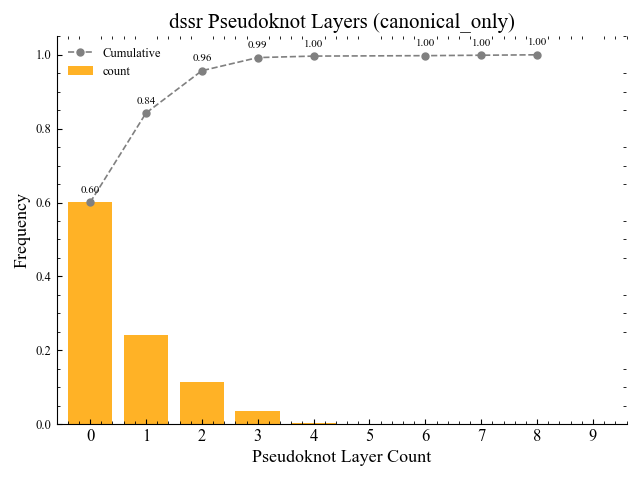 dssr Pseudoknot Layers (canonical_only)
Cumulative
count
0.60
0.84
0.96
0.99
1.00
1.00
1.00
1.00
Frequency
1.0
0.8
0.6
0.4
0.2
0.0
0 1 2 3 4 5 6 7 8 9
Pseudoknot Layer Count